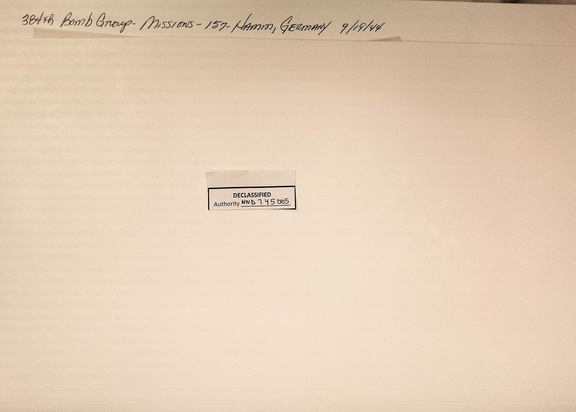 384th Bomb Group - Missions - 157 - Hamm, Germany 9/19/44
DECLASSIFIED
Authority NND 745005